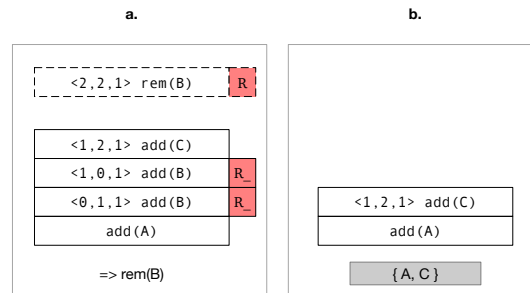 a.
<2,2,1> rem(B) R
<1,2,1> add(C)
<1,0,1> add(B) R_
<0,1,1> add(B) R_
add(A)
=> rem(B)
b.
<1,2,1> add(C)
add(A)
{ A, C }